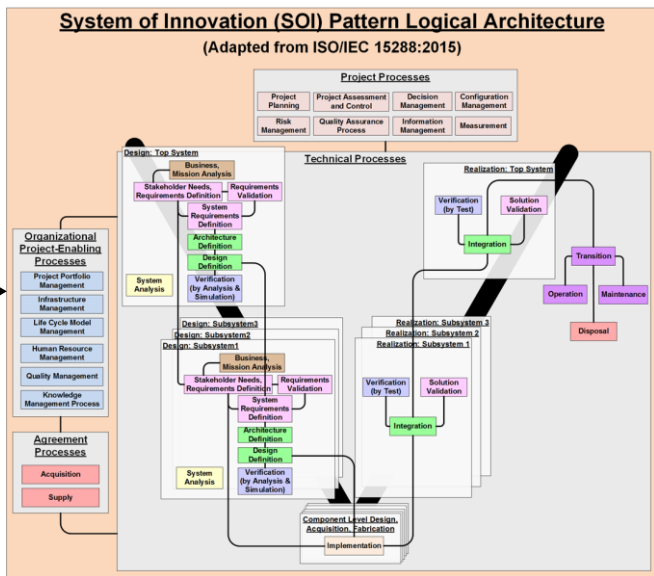 System of Innovation (SOI) Pattern Logical Architecture
(Adapted from ISO/IEC 15288:2015)
Project Processes
Project
Planning
Project Assessment
and Control
Decision
Management
Configuration
Management
Risk
Management
Quality Assurance
Process
Information
Management
Measurement
Technical Processes
Design: Top System
Business,
Mission Analysis
Stakeholder Needs,
Requirements Definition
Requirements
Validation
System
Requirements
Definition
Architecture
Definition
Design
Definition
System
Analysis
Verification
(by Analysis &
Simulation)
Realization: Top System
Verification
(by Test)
Solution
Validation
Integration
Transition
Operation
Maintenance
Disposal
Organizational
Project-Enabling
Processes
Project Portfolio
Management
Infrastructure
Management
Life Cycle Model
Management
Human Resource
Management
Quality Management
Knowledge
Management Process
Agreement
Processes
Acquisition
Supply
Design: Subsystem3
Design: Subsystem2
Design: Subsystem1
Business,
Mission Analysis
Stakeholder Needs,
Requirements Definition
Requirements
Validation
System
Requirements
Definition
Architecture
Definition
Design
Definition
System
Analysis
Verification
(by Analysis &
Simulation)
Realization: Subsystem 3
Realization: Subsystem 2
Realization: Subsystem 1
Verification
(by Test)
Solution
Validation
Integration
Component Level Design,
Acquisition, Fabrication
Implementation